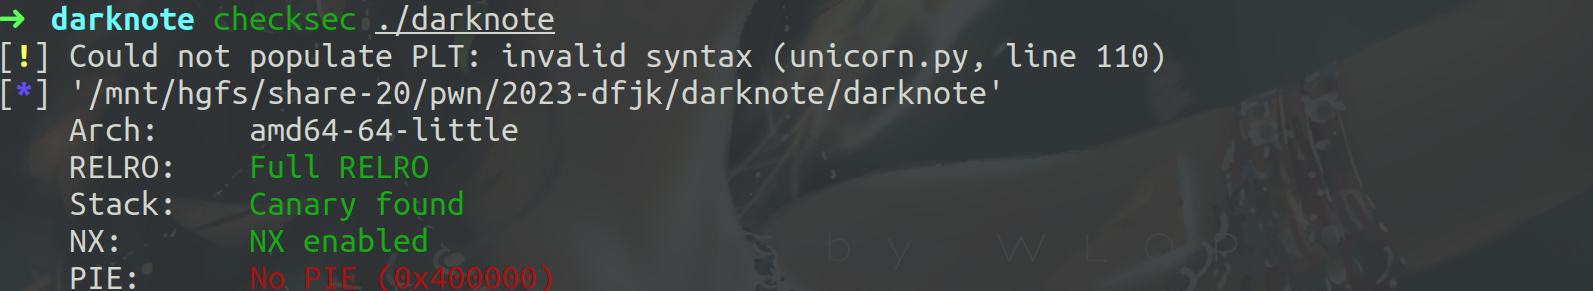 ➜ darknote checksec ./darknote
[!] Could not populate PLT: invalid syntax (unicorn.py, line 110)
[*] '/mnt/hgfs/share-20/pwn/2023-dfjk/darknote/darknote'
Arch: amd64-64-little
RELRO: Full RELRO
Stack: Canary found
NX: NX enabled
by WLOP
PIE: No PIE (0x400000)